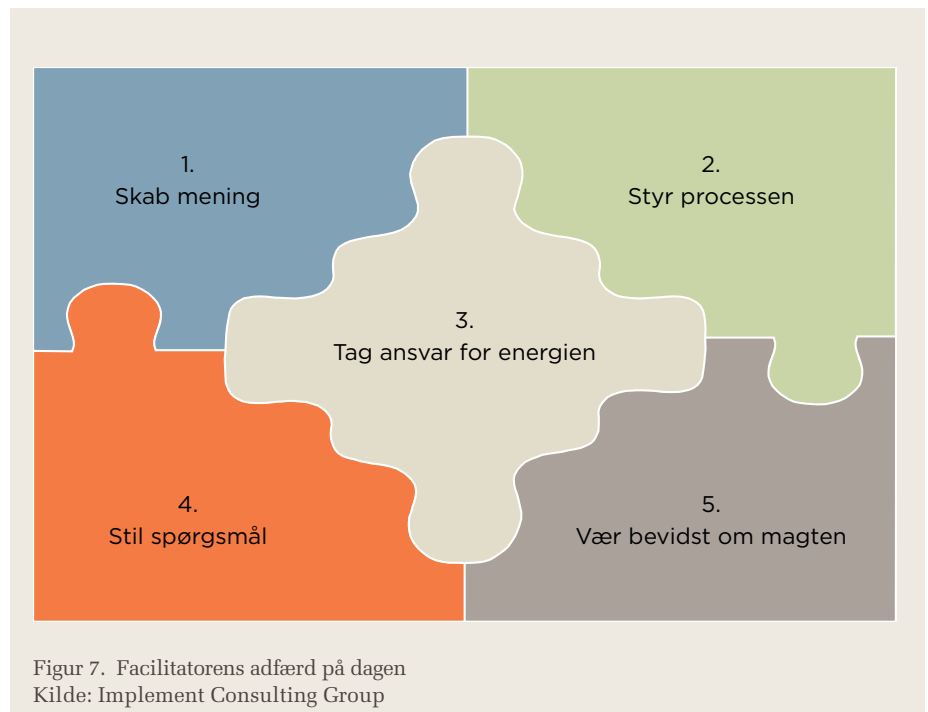 1.
Skab mening
2.
Styr processen
3.
Tag ansvar for energien
4.
Stil spørgsmål
5.
Vær bevidst om magten
Figur 7. Facilitatorens adfærd på dagen
Kilde: Implement Consulting Group